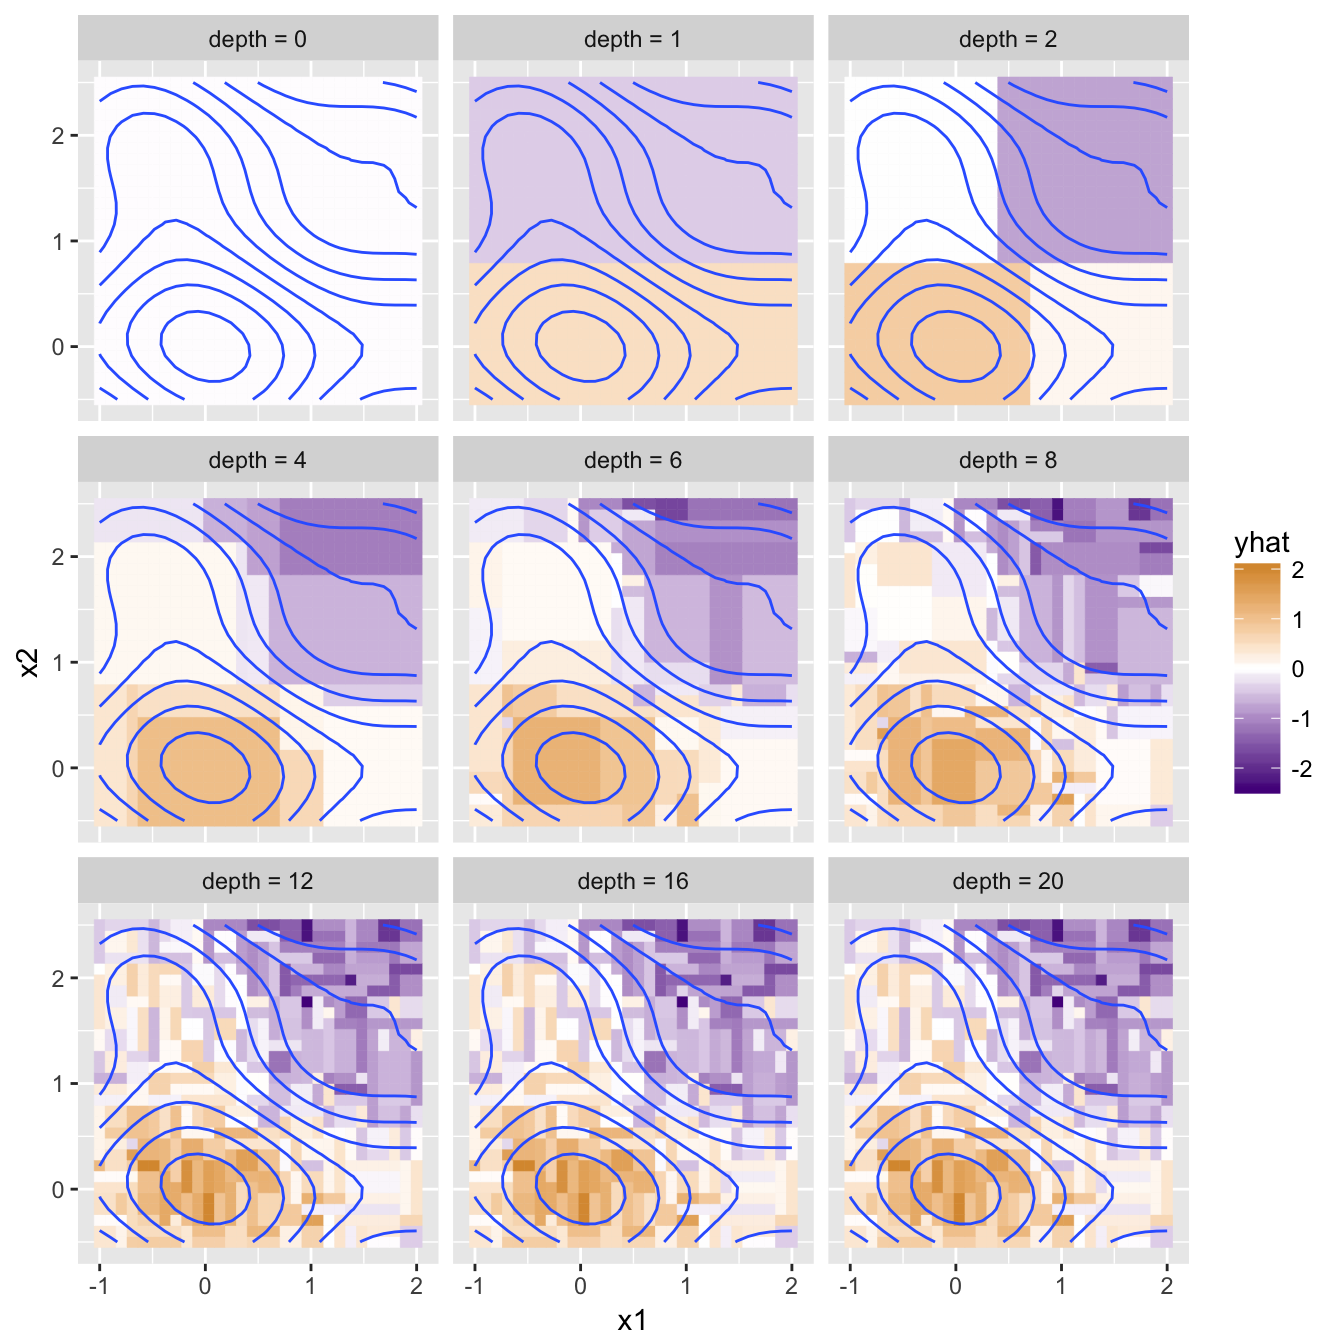 depth = 0
depth = 1
depth = 2
2
1
0
depth = 4
depth = 6
depth = 8
2
1
0
depth = 12
depth = 16
depth = 20
2
1
0
-1
0
1
2
-1
0
1
2
-1
0
1
2
x1
x2
yhat
2
1
0
-1
-2